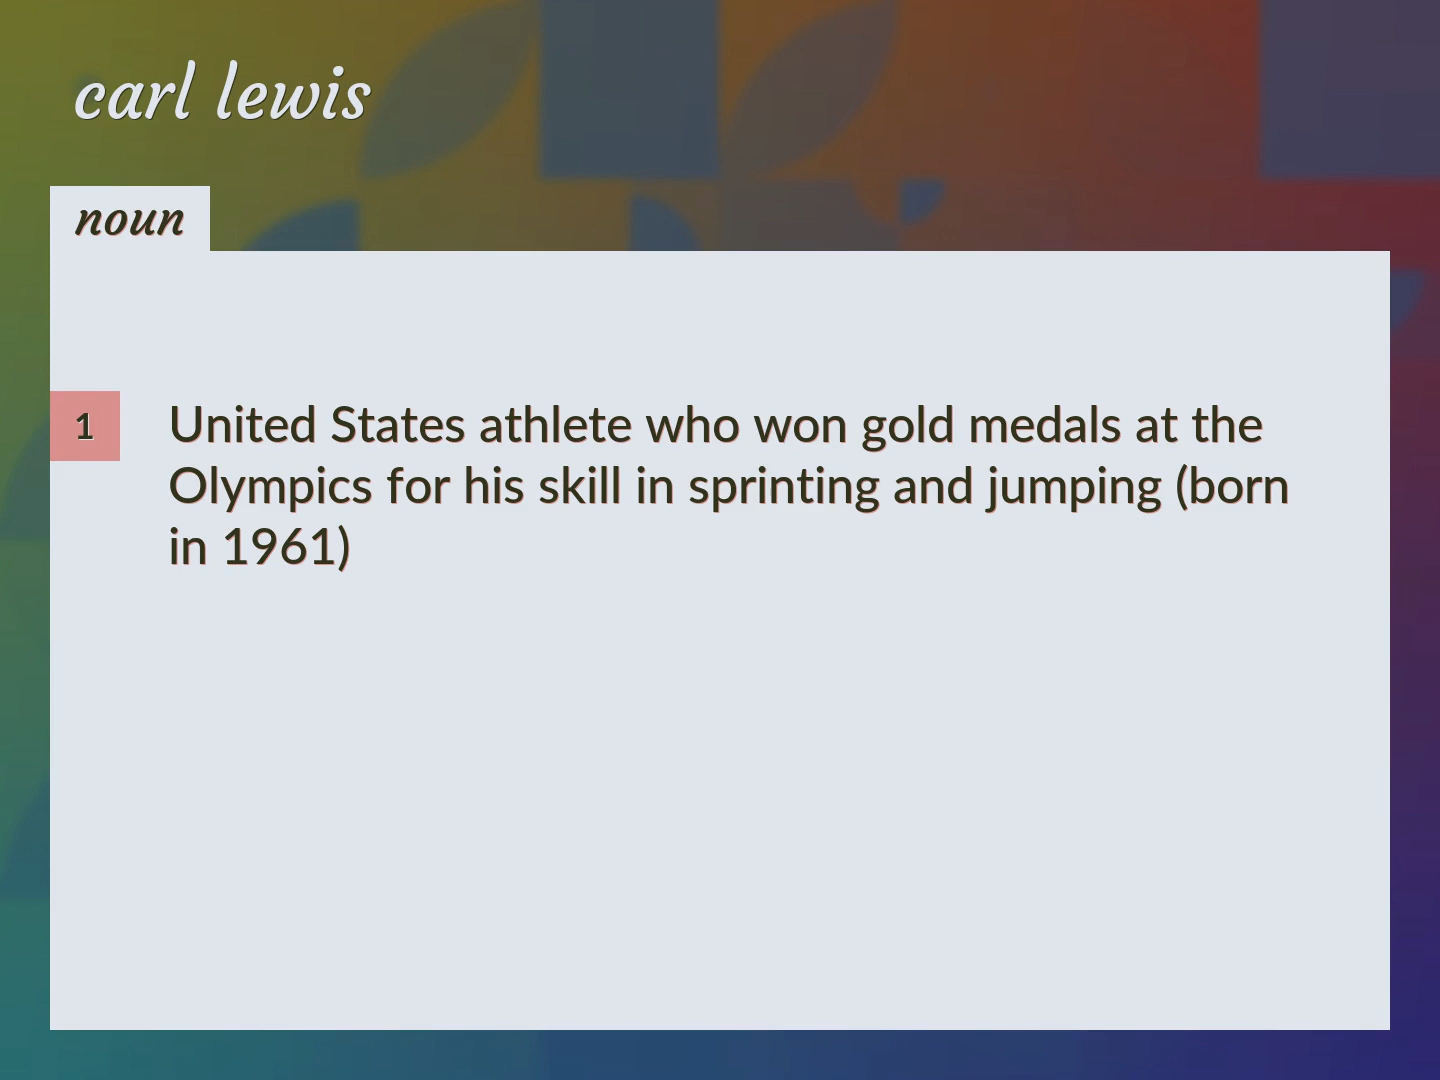 carl lewis
noun
1
United States athlete who won gold medals at the
Olympics for his skill in sprinting and jumping (born
in 1961)